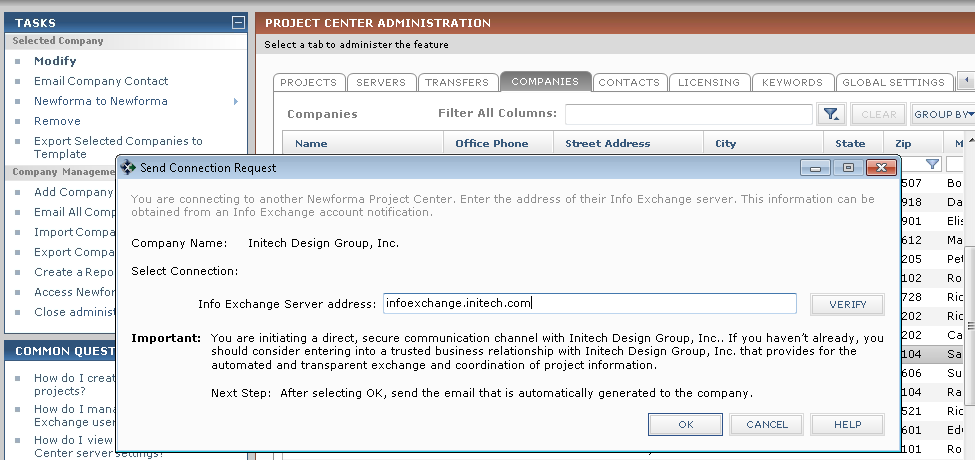 TASKS
Selected Company
Modify
Email Company Contact
Newforma to Newforma
Remove
Export Selected Companies to
Template
Company Manageme
Add Company
Email All Comp
Import Compa
Export Compa
Create a Repo
Access Newfor
Close administ
COMMON QUEST
How do I creat
projects?
How do I mana
Exchange user
How do I view
Center server settings?
PROJECT CENTER ADMINISTRATION
Select a tab to administer the feature
PROJECTS SERVERS TRANSFERS COMPANIES CONTACTS LICENSING KEYWORDS GLOBAL SETTINGS
Companies Filter All Columns: CLEAR GROUP BY
Name Office Phone Street Address City State Zip M
507 Bo
918 Da
901 Elis
612 Ma
205 Pet
102 Ro
728 Ric
202 Ric
202 Ca
104 Sa
606 Su
104 Ra
521 Ric
601 Edv
101 Ro
Send Connection Request
You are connecting to another Newforma Project Center. Enter the address of their Info Exchange server. This information can be
obtained from an Info Exchange account notification.
Company Name: Initech Design Group, Inc.
Select Connection:
Info Exchange Server address: infoexchange.initech.com VERIFY
Important: You are initiating a direct, secure communication channel with Initech Design Group, Inc.. If you haven't already, you
should consider entering into a trusted business relationship with Initech Design Group, Inc. that provides for the
automated and transparent exchange and coordination of project information.
Next Step: After selecting OK, send the email that is automatically generated to the company.
OK CANCEL HELP